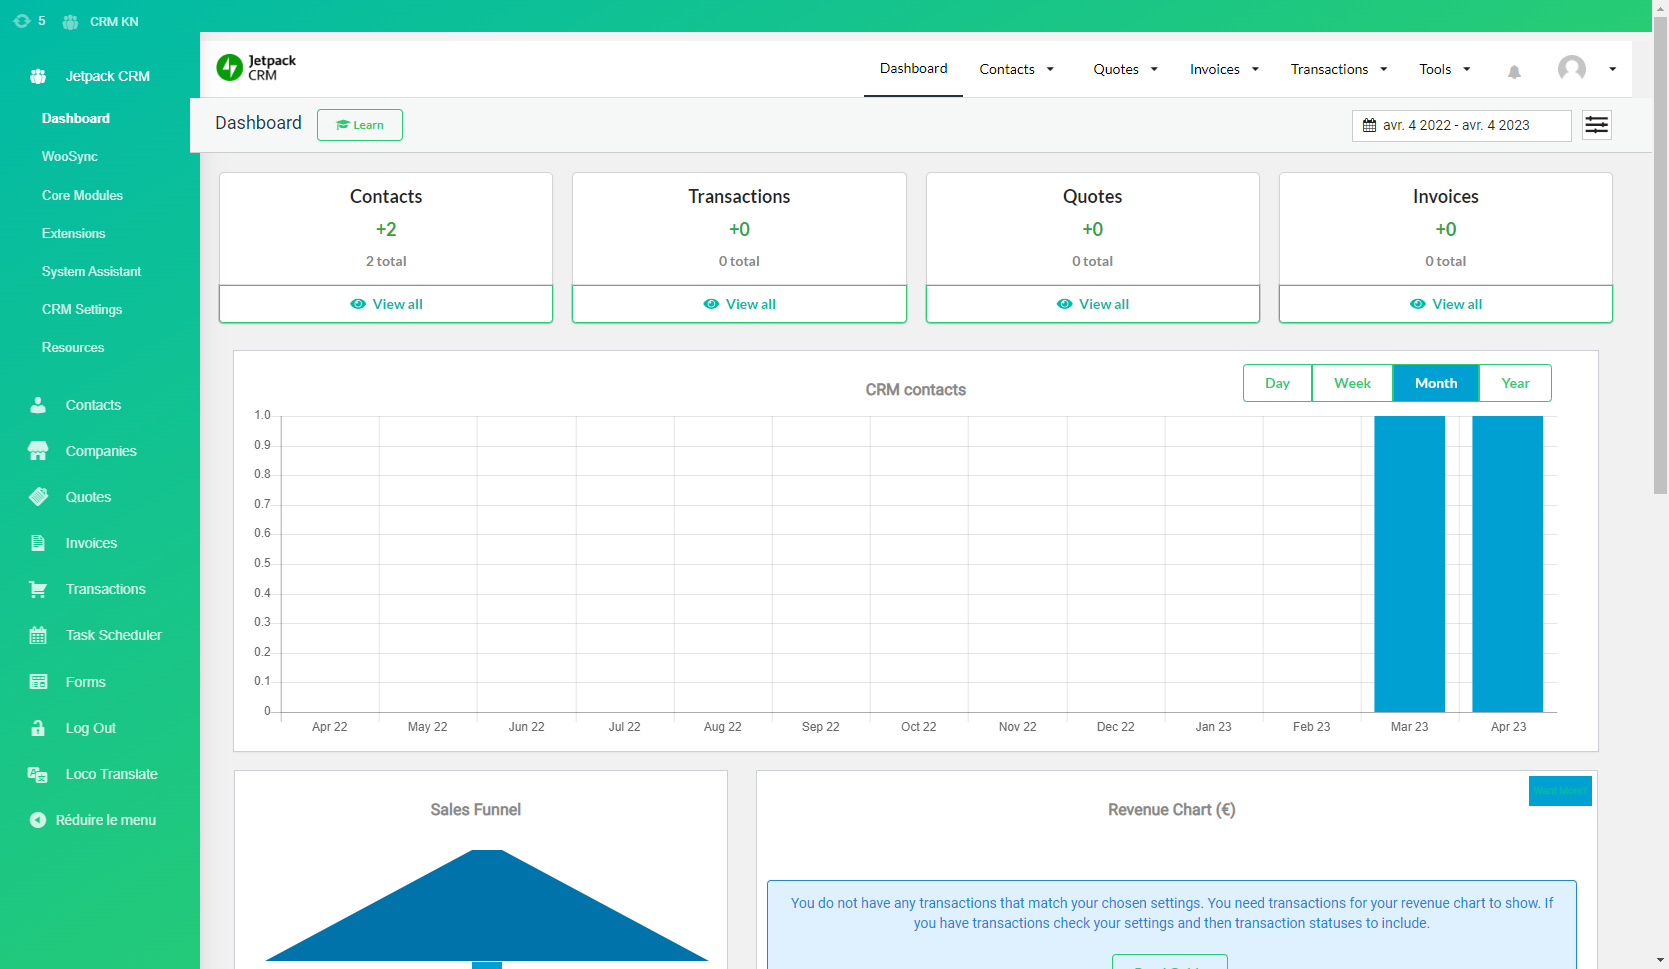 5 CRM KN
Jetpack CRM
Dashboard
WooSync
Core Modules
Extensions
System Assistant
CRM Settings
Resources
Contacts
Companies
Quotes
Invoices
Transactions
Task Scheduler
Forms
Log Out
Loco Translate
Réduire le menu
Jetpack
CRM
Dashboard Contacts Quotes Invoices Transactions Tools
Dashboard Learn avr. 4 2022 - avr. 4 2023
Contacts
+2
2 total
View all
Transactions
+0
0 total
View all
Quotes
+0
0 total
View all
Invoices
+0
0 total
View all
CRM contacts
Day Week Month Year
1.0
0.9
0.8
0.7
0.6
0.5
0.4
0.3
0.2
0.1
0
Apr 22 May 22 Jun 22 Jul 22 Aug 22 Sep 22 Oct 22 Nov 22 Dec 22 Jan 23 Feb 23 Mar 23 Apr 23
Sales Funnel
Want More?
Revenue Chart (€)
You do not have any transactions that match your chosen settings. You need transactions for your revenue chart to show. If
you have transactions check your settings and then transaction statuses to include.